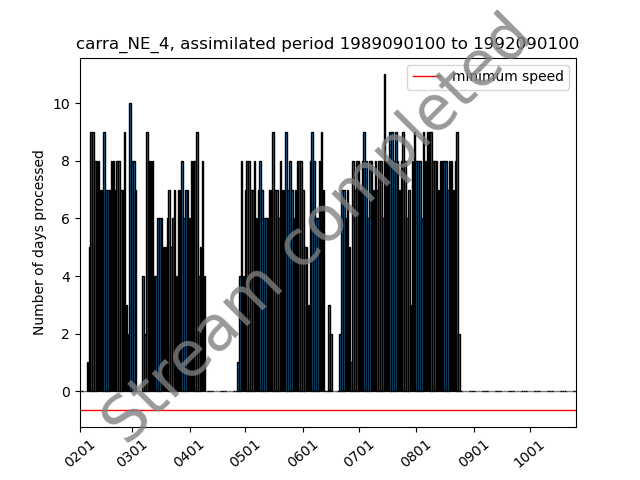 carra_NE_4, assimilated period 1989090100 to 1992090100
minimum speed
Number of days processed
10
8
6
4
2
0
0201 0301 0401 0501 0601 0701 0801 0901 1001
Stream completed